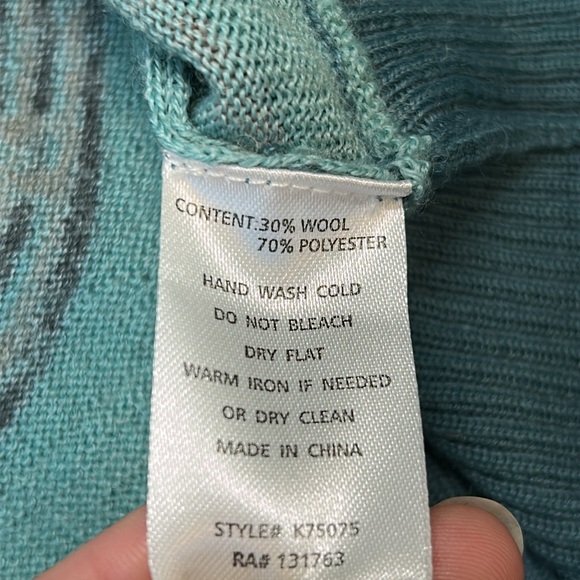 CONTENT:30% WOOL
70% POLYESTER
HAND WASH COLD
DO NOT BLEACH
DRY FLAT
WARM IRON IF NEEDED
OR DRY CLEAN
MADE IN CHINA
STYLE# K75075
RA# 131763